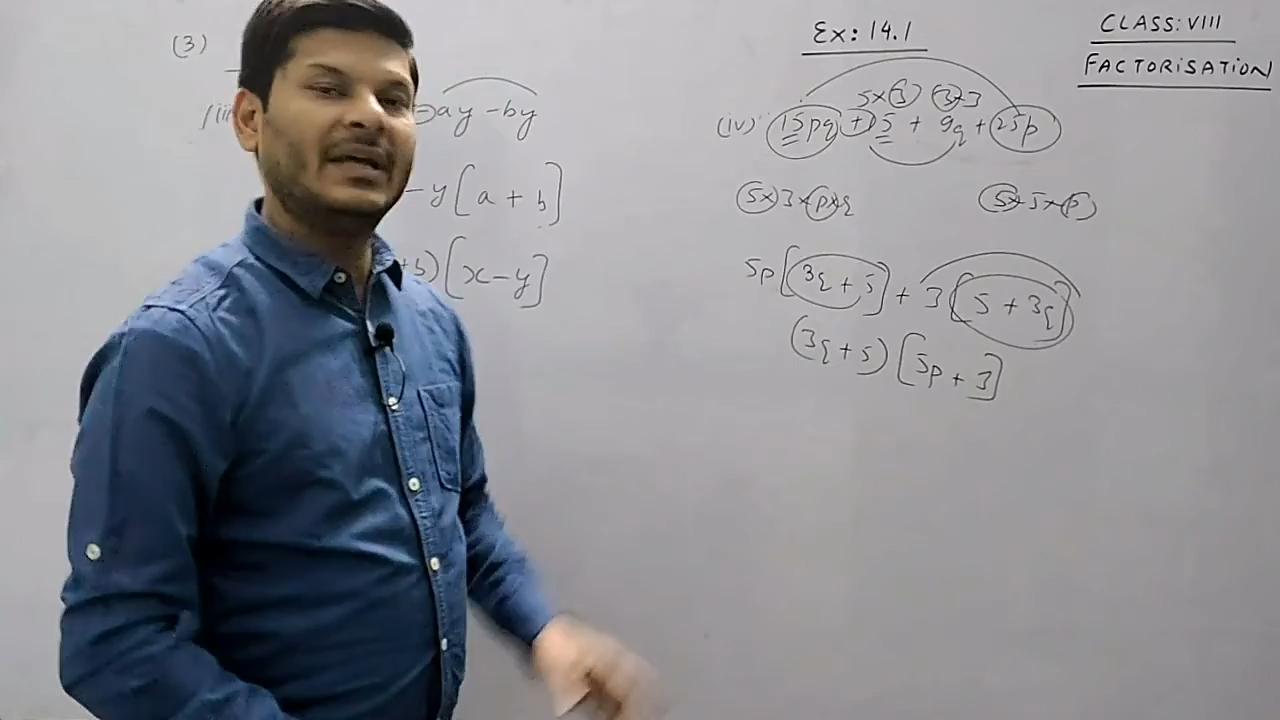 (3)
ay - by
- y [ a + b ]
+b) [ x - y ]
Ex: 14.1
CLASS: VIII
FACTORISATION
5×3 3×3
(iv) 15pq + 15 + 9q + 25p
5×3×p×q 5×5×p
5p [ 3q + 5 ] + 3 [ 5 + 3q ]
(3q + 5) [ 5p + 3 ]